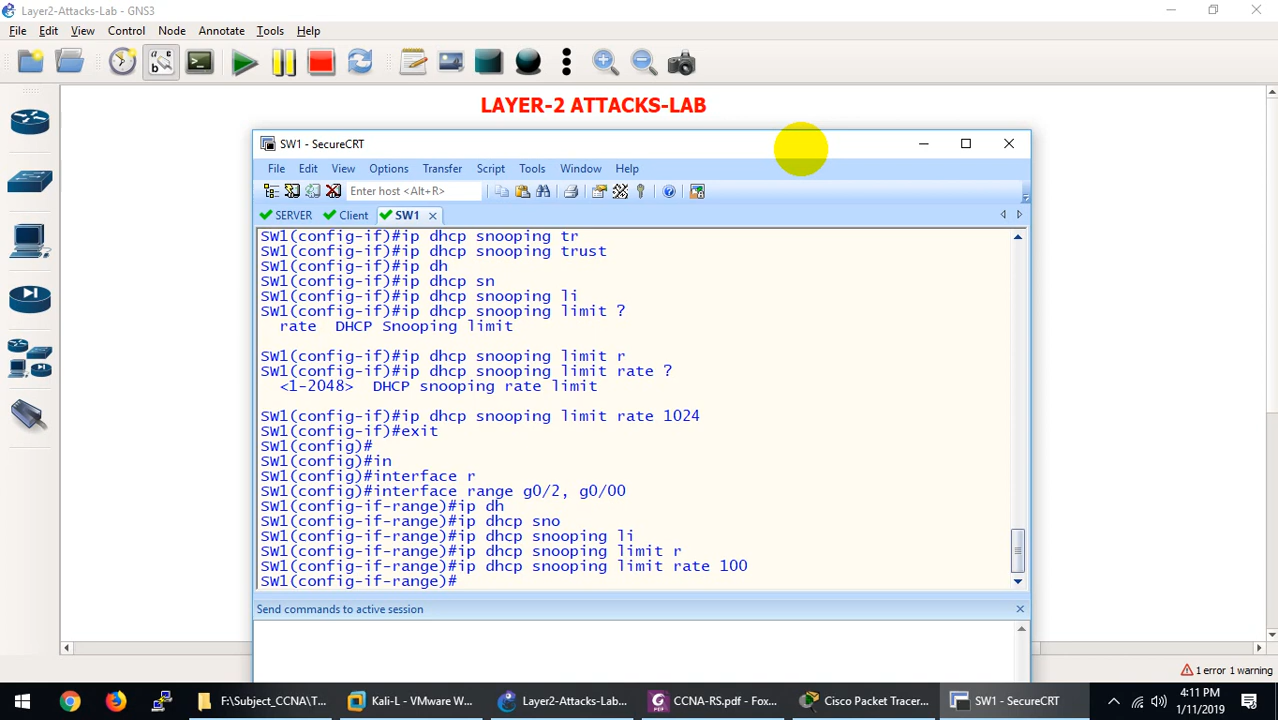 Layer2-Attacks-Lab - GNS3
File Edit View Control Node Annotate Tools Help
LAYER-2 ATTACKS-LAB
SW1 - SecureCRT
File Edit View Options Transfer Script Tools Window Help
Enter host <Alt+R>
SERVER Client SW1
SW1(config-if)#ip dhcp snooping tr
SW1(config-if)#ip dhcp snooping trust
SW1(config-if)#ip dh
SW1(config-if)#ip dhcp sn
SW1(config-if)#ip dhcp snooping li
SW1(config-if)#ip dhcp snooping limit ?
rate DHCP Snooping limit
SW1(config-if)#ip dhcp snooping limit r
SW1(config-if)#ip dhcp snooping limit rate ?
<1-2048> DHCP snooping rate limit
SW1(config-if)#ip dhcp snooping limit rate 1024
SW1(config-if)#exit
SW1(config)#
SW1(config)#in
SW1(config)#interface r
SW1(config)#interface range g0/2, g0/00
SW1(config-if-range)#ip dh
SW1(config-if-range)#ip dhcp sno
SW1(config-if-range)#ip dhcp snooping li
SW1(config-if-range)#ip dhcp snooping limit r
SW1(config-if-range)#ip dhcp snooping limit rate 100
SW1(config-if-range)#
Send commands to active session
1 error 1 warning
F:\Subject_CCNA\T... Kali-L - VMware W... Layer2-Attacks-Lab... CCNA-RS.pdf - Fox... Cisco Packet Tracer... SW1 - SecureCRT
4:11 PM
1/11/2019